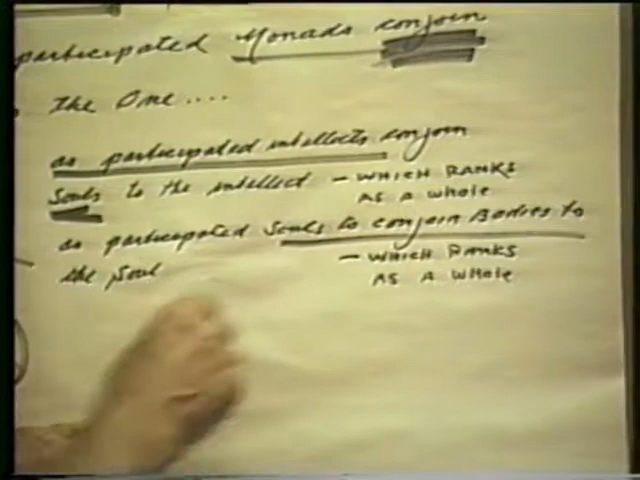 participated Monads conjoin
the One....
as participated intellects conjoin
Souls to the intellect – WHICH RANKS
AS A WHOLE
as participated Souls to conjoin Bodies to
the Soul – WHICH RANKS
AS A WHOLE